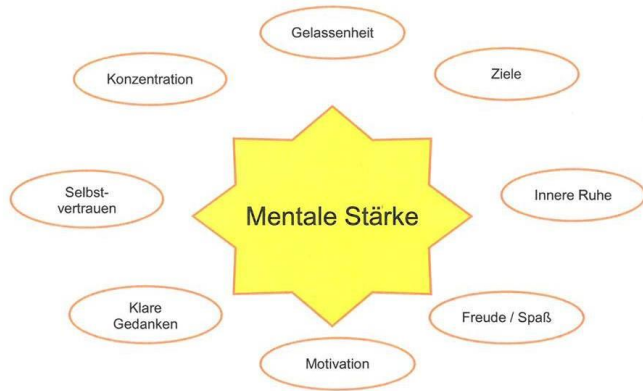 Gelassenheit
Konzentration
Ziele
Selbst-
vertrauen
Mentale Stärke
Innere Ruhe
Klare
Gedanken
Freude / Spaß
Motivation